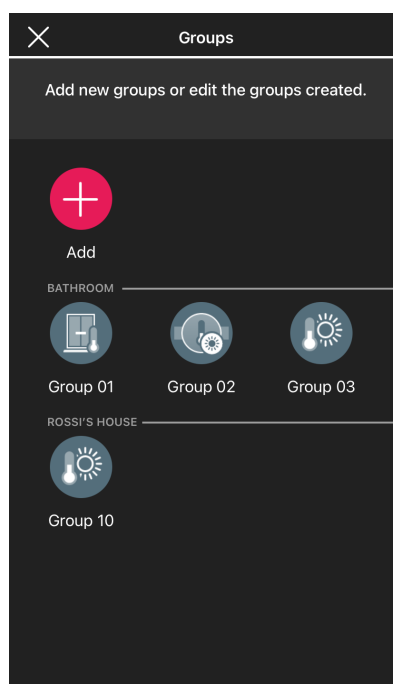 Groups
Add new groups or edit the groups created.
Add
BATHROOM
Group 01 Group 02 Group 03
ROSSI'S HOUSE
Group 10